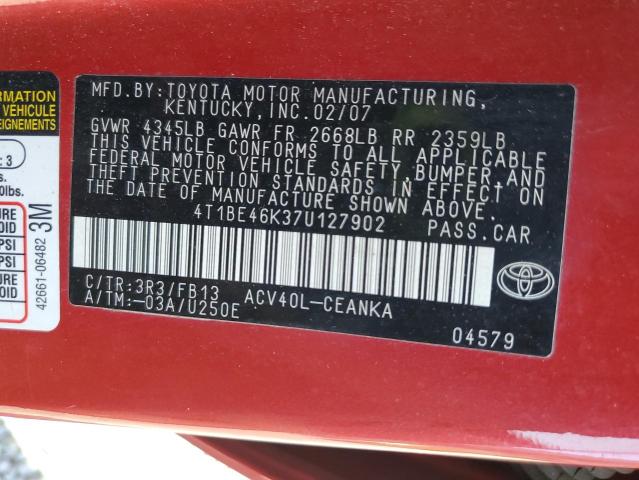 MFD.BY:TOYOTA MOTOR MANUFACTURING,
KENTUCKY, INC.02/07
GVWR 4345LB GAWR FR 2668LB RR 2359LB
THIS VEHICLE CONFORMS TO ALL APPLICABLE
FEDERAL MOTOR VEHICLE SAFETY,BUMPER,AND
THEFT PREVENTION STANDARDS IN EFFECT ON
THE DATE OF MANUFACTURE SHOWN ABOVE.
4T1BE46K37U127902 PASS.CAR
C/TR:3R3/FB13 ACV40L-CEANKA
A/TM:-03A/U250E
TOYOTA
04579
VEHICLE
: 3
PSI
PSI
42661-06482 3M